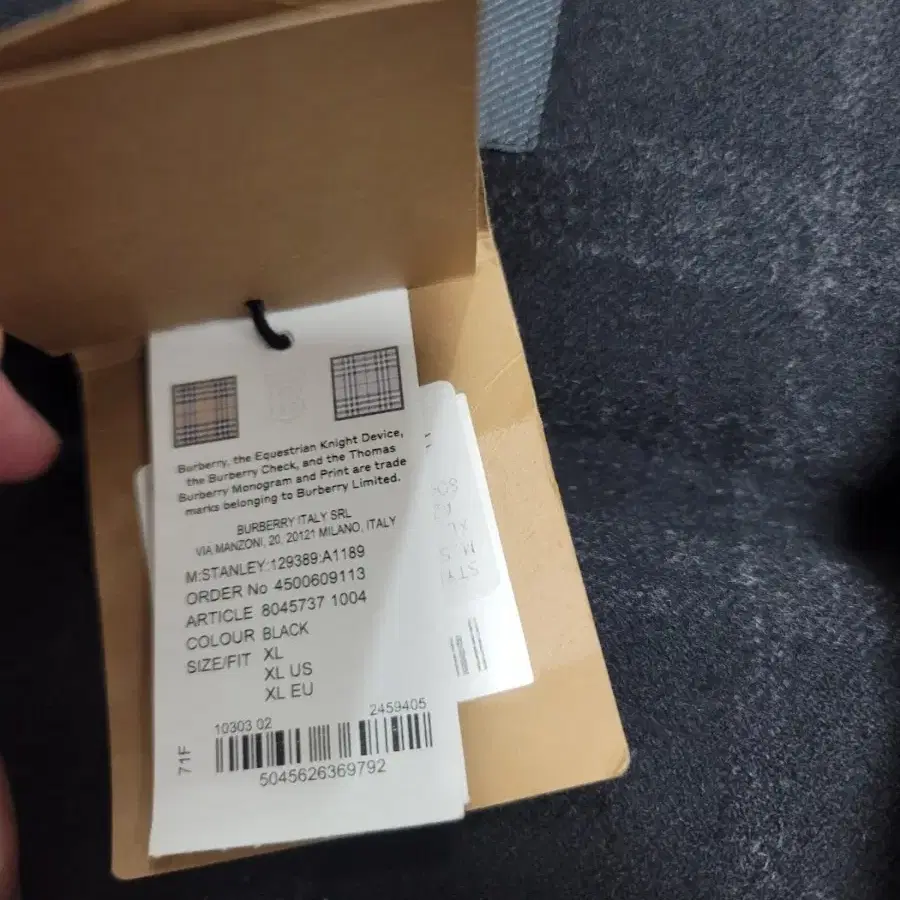 Burberry, the Equestrian Knight Device,
the Burberry Check, and the Thomas
Burberry Monogram and Print are trade
marks belonging to Burberry Limited.
BURBERRY ITALY SRL
VIA MANZONI, 20, 20121 MILANO, ITALY
M:STANLEY:129389:A1189
ORDER No 4500609113
ARTICLE 8045737 1004
COLOUR BLACK
SIZE/FIT XL
XL US
XL EU
10303 02 2459405
71F
5045626369792